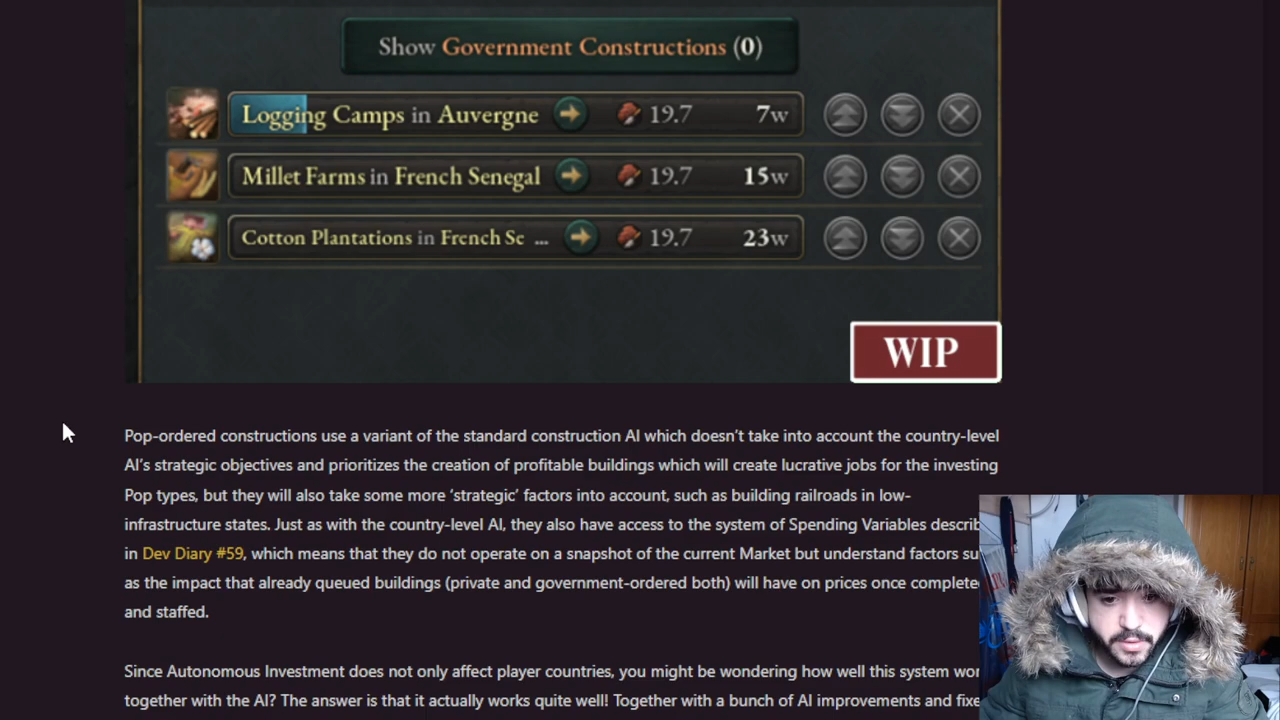 Show Government Constructions (0)
Logging Camps in Auvergne 19.7 7w
Millet Farms in French Senegal 19.7 15w
Cotton Plantations in French Se ... 19.7 23w
WIP
Pop-ordered constructions use a variant of the standard construction AI which doesn't take into account the country-level
AI's strategic objectives and prioritizes the creation of profitable buildings which will create lucrative jobs for the investing
Pop types, but they will also take some more 'strategic' factors into account, such as building railroads in low-
infrastructure states. Just as with the country-level AI, they also have access to the system of Spending Variables describ
in Dev Diary #59, which means that they do not operate on a snapshot of the current Market but understand factors su
as the impact that already queued buildings (private and government-ordered both) will have on prices once complete
and staffed.
Since Autonomous Investment does not only affect player countries, you might be wondering how well this system wor
together with the AI? The answer is that it actually works quite well! Together with a bunch of AI improvements and fixe